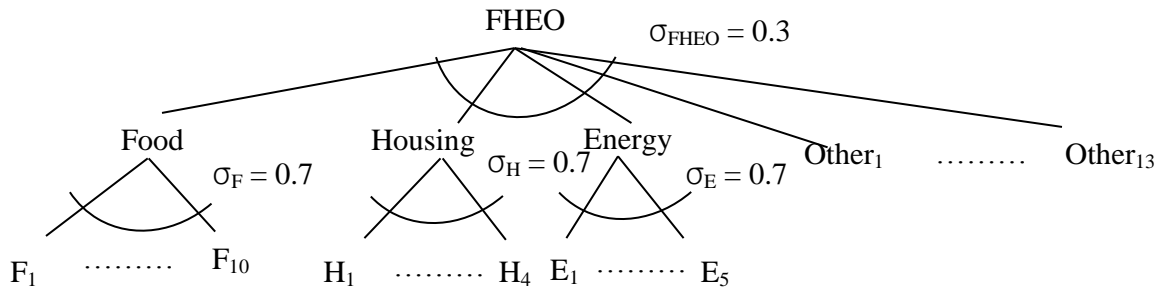 FHEO
σFHEO = 0.3
Food Housing Energy Other1 ……… Other13
σF = 0.7 σH = 0.7 σE = 0.7
F1 ……… F10 H1 ……… H4 E1 ……… E5